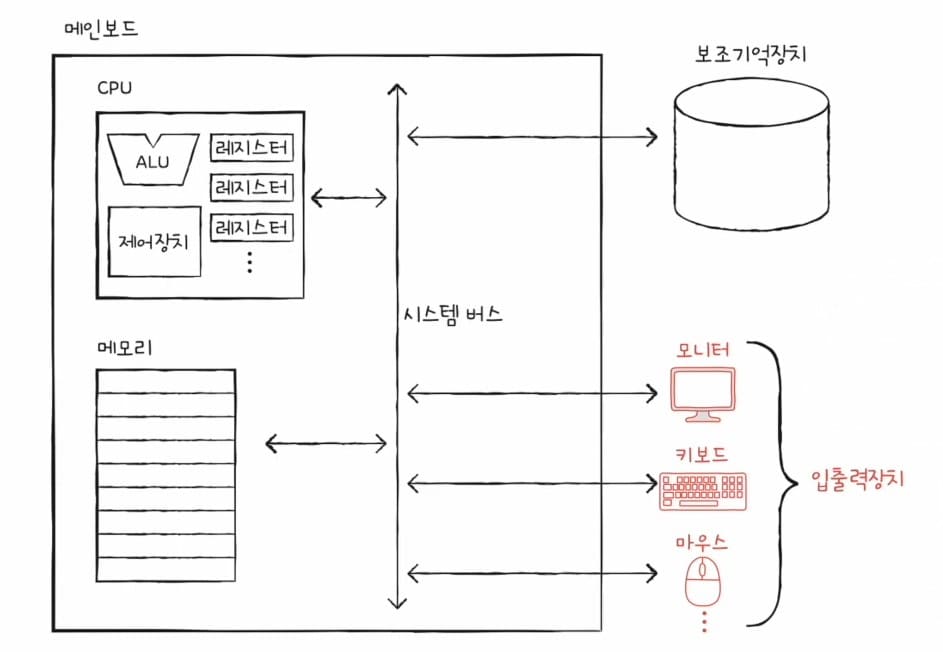 메인보드
CPU
ALU
레지스터
레지스터
제어장치
레지스터
시스템 버스
메모리
보조기억장치
모니터
키보드
마우스
입출력장치